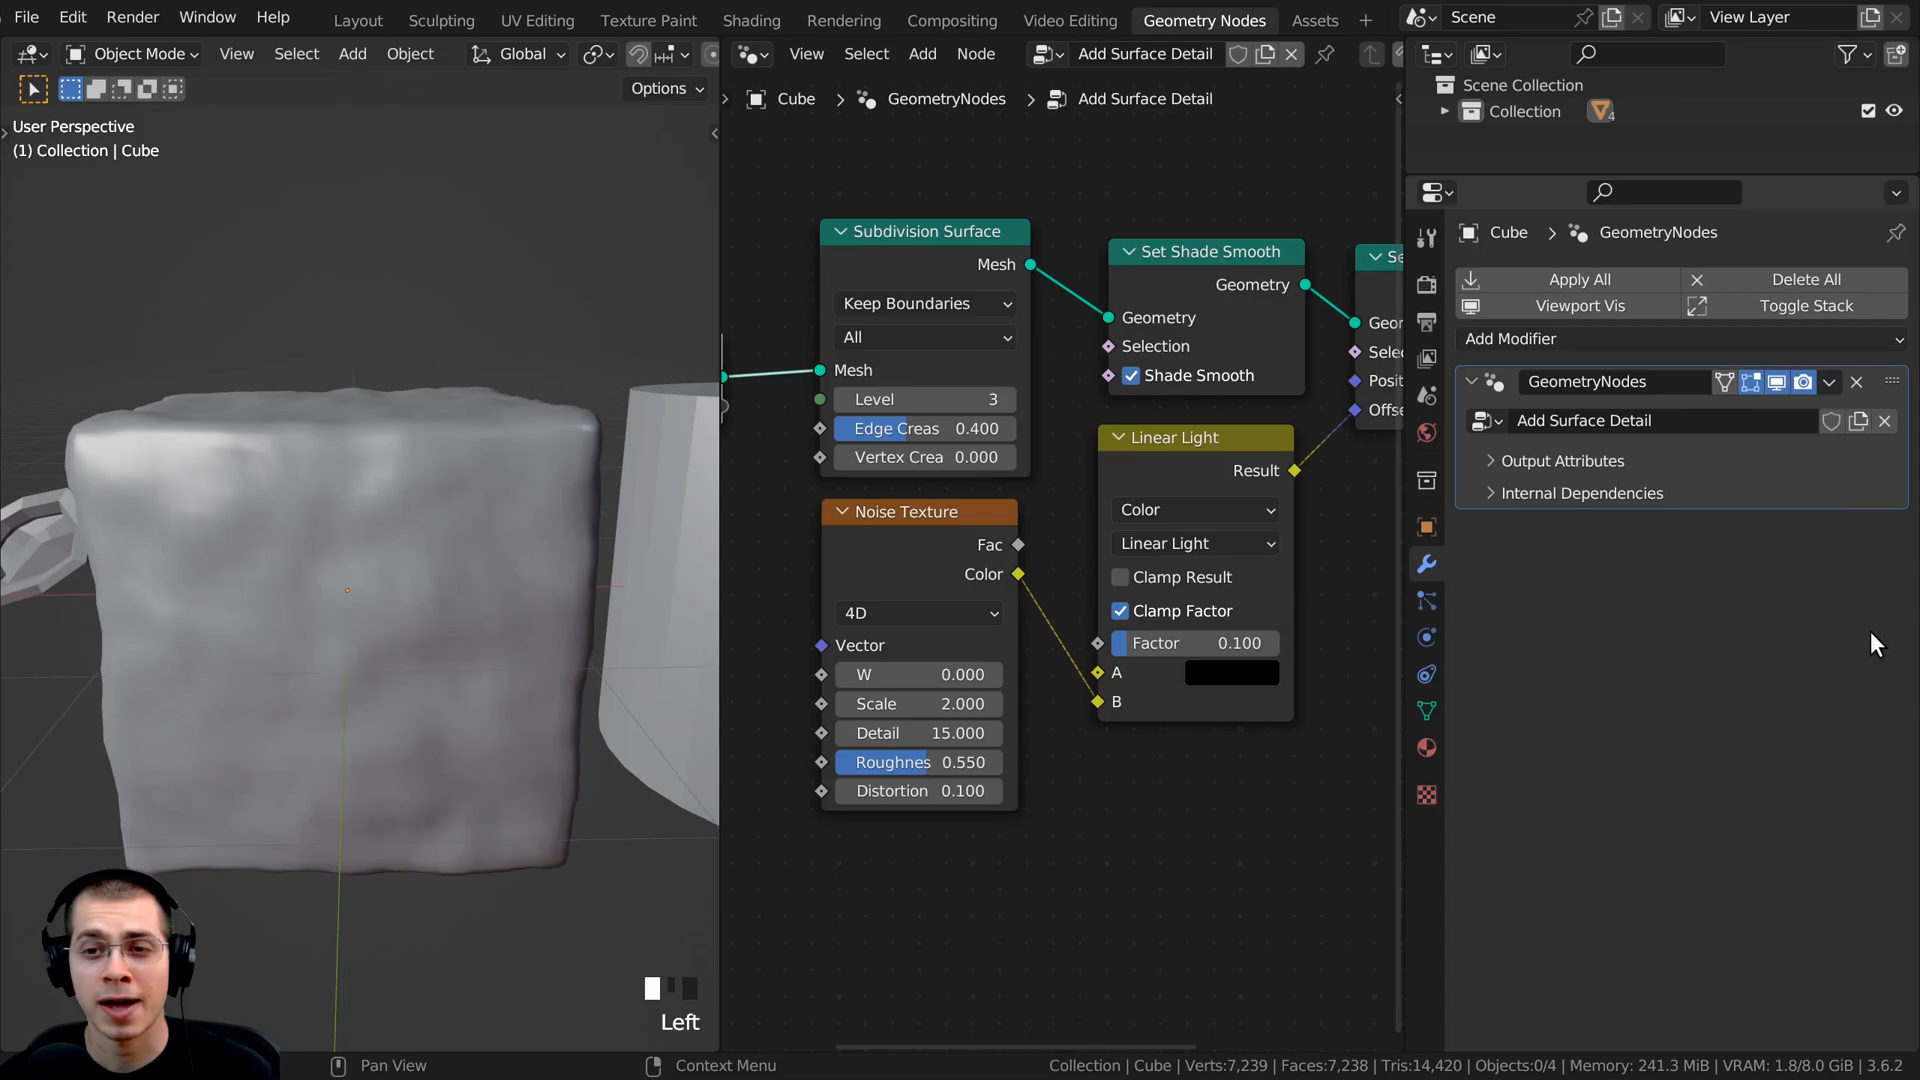 File Edit Render Window Help
Layout Sculpting UV Editing Texture Paint Shading Rendering Compositing Video Editing Geometry Nodes Assets
Scene
View Layer
Object Mode View Select Add Object Global
View Select Add Node Add Surface Detail
Options
Cube GeometryNodes Add Surface Detail
User Perspective
(1) Collection | Cube
Subdivision Surface
Mesh
Keep Boundaries
All
Mesh
Level 3
Edge Creas 0.400
Vertex Crea 0.000
Noise Texture
Fac
Color
4D
Vector
W 0.000
Scale 2.000
Detail 15.000
Roughnes 0.550
Distortion 0.100
Set Shade Smooth
Geometry
Geometry
Selection
Shade Smooth
Linear Light
Result
Color
Linear Light
Clamp Result
Clamp Factor
Factor 0.100
A
B
Se
Geor
Sele
Posit
Offs
Scene Collection
Collection 4
Cube GeometryNodes
Apply All Delete All
Viewport Vis Toggle Stack
Add Modifier
GeometryNodes
Add Surface Detail
Output Attributes
Internal Dependencies
Left
Pan View Context Menu Collection | Cube | Verts:7,239 | Faces:7,238 | Tris:14,420 | Objects:0/4 | Memory: 241.3 MiB | VRAM: 1.8/8.0 GiB | 3.6.2